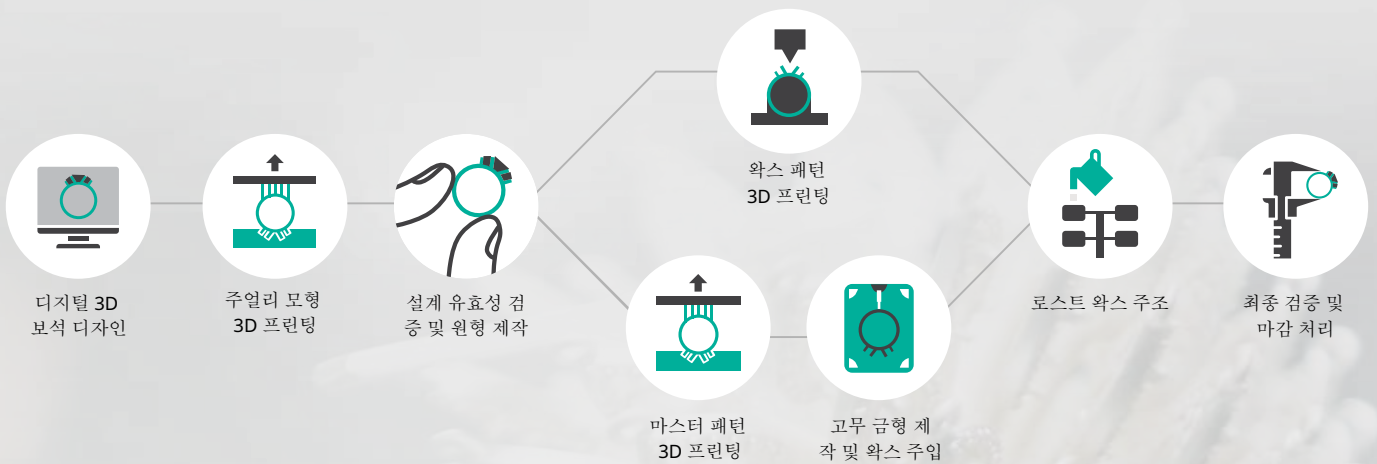 디지털 3D
보석 디자인
주얼리 모형
3D 프린팅
설계 유효성 검
증 및 원형 제작
왁스 패턴
3D 프린팅
마스터 패턴
3D 프린팅
고무 금형 제
작 및 왁스 주입
로스트 왁스 주조
최종 검증 및
마감 처리